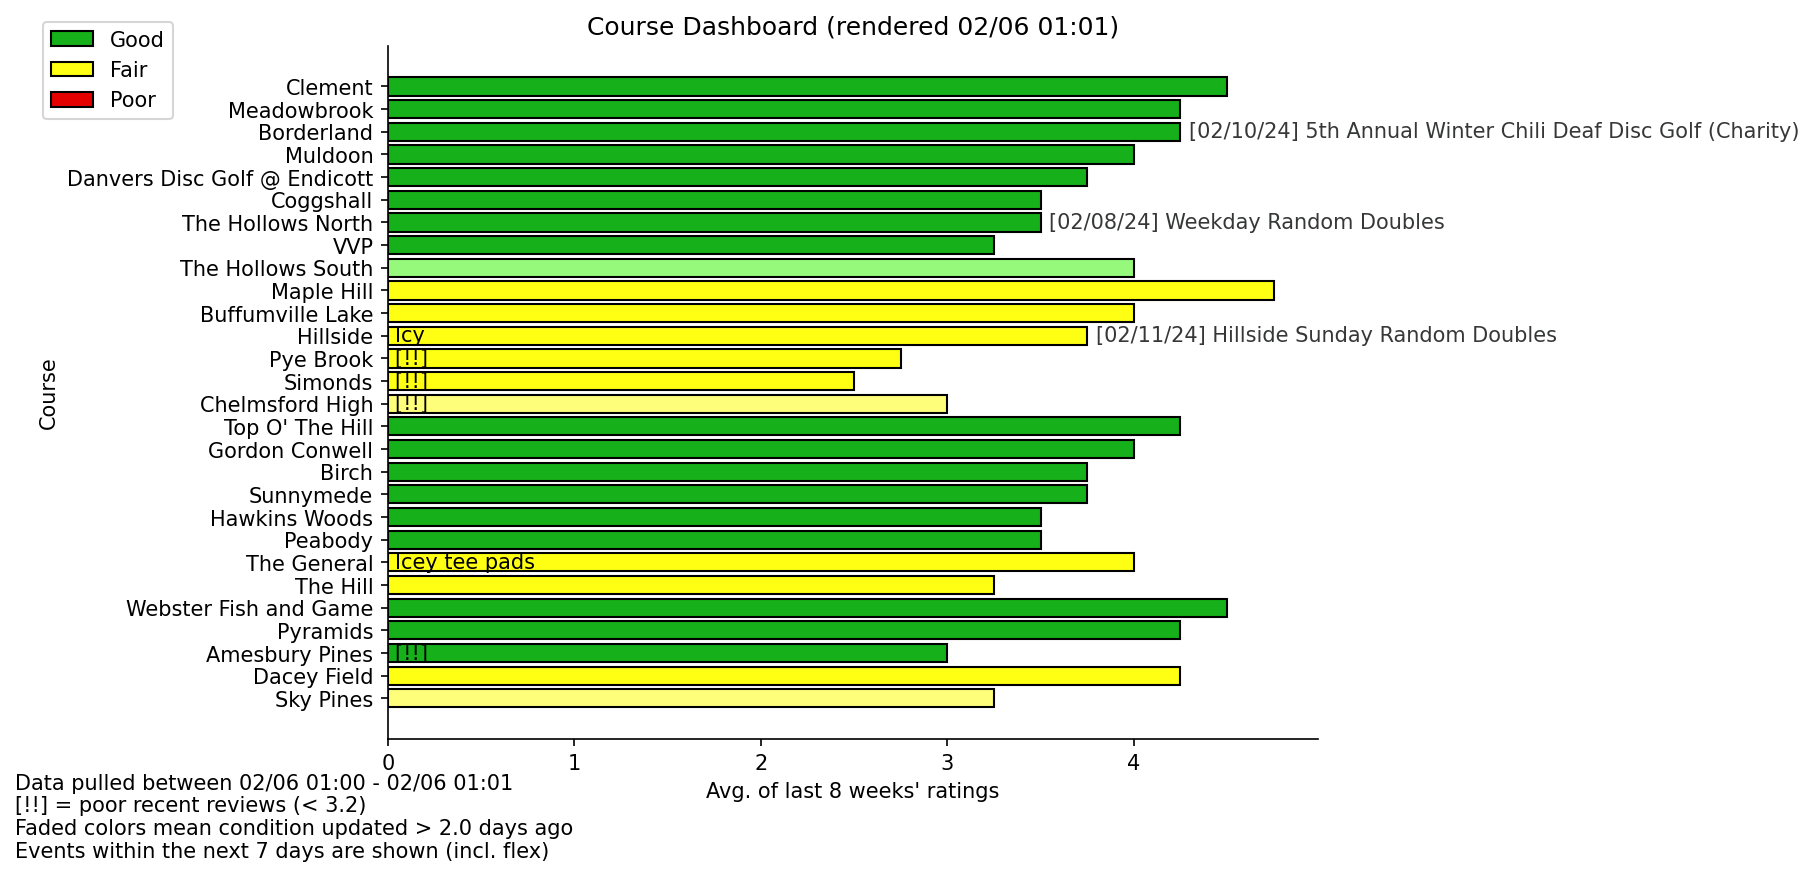 Course Dashboard (rendered 02/06 01:01)
Good
Fair
Poor
Clement
Meadowbrook
Borderland [02/10/24] 5th Annual Winter Chili Deaf Disc Golf (Charity)
Muldoon
Danvers Disc Golf @ Endicott
Coggshall
The Hollows North [02/08/24] Weekday Random Doubles
VVP
The Hollows South
Maple Hill
Buffumville Lake
Hillside Icy [02/11/24] Hillside Sunday Random Doubles
Pye Brook [!!]
Simonds [!!]
Chelmsford High [!!]
Top O' The Hill
Gordon Conwell
Birch
Sunnymede
Hawkins Woods
Peabody
The General Icey tee pads
The Hill
Webster Fish and Game
Pyramids
Amesbury Pines [!!]
Dacey Field
Sky Pines
Course
0 1 2 3 4
Avg. of last 8 weeks' ratings
Data pulled between 02/06 01:00 - 02/06 01:01
[!!] = poor recent reviews (< 3.2)
Faded colors mean condition updated > 2.0 days ago
Events within the next 7 days are shown (incl. flex)